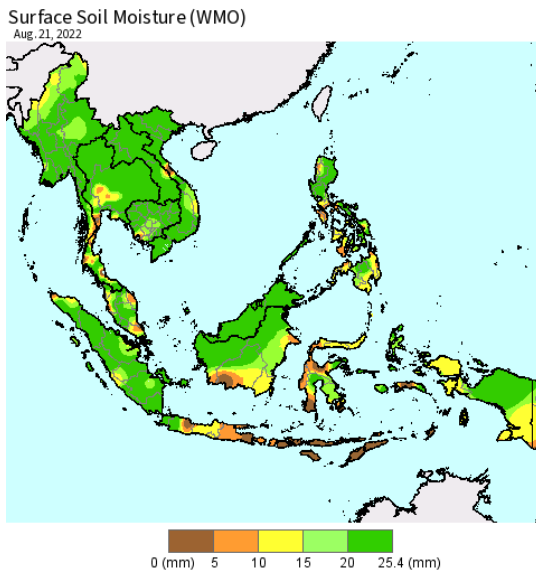 Surface Soil Moisture (WMO)
Aug. 21, 2022
0 (mm) 5 10 15 20 25.4 (mm)